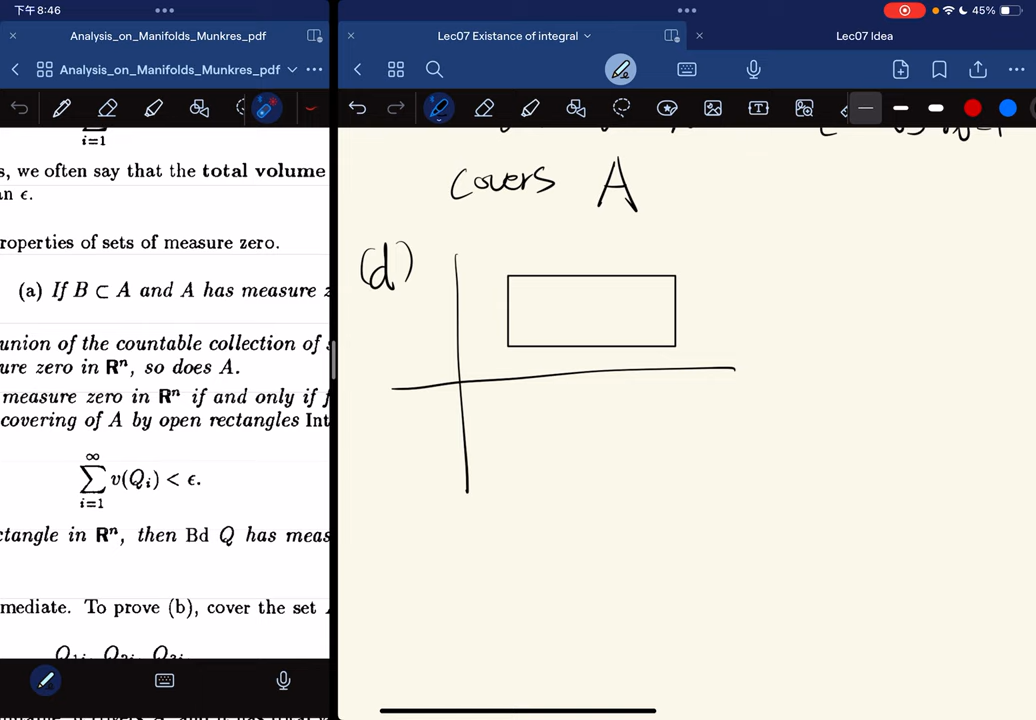 下午8:46
45%
Analysis_on_Manifolds_Munkres_pdf
Lec07 Existance of integral
Lec07 Idea
Analysis_on_Manifolds_Munkres_pdf
i=1
s, we often say that the total volume
an ϵ.
roperties of sets of measure zero.
(a) If B ⊂ A and A has measure z
union of the countable collection of s
ure zero in Rⁿ, so does A.
measure zero in Rⁿ if and only if f
covering of A by open rectangles Int
∞
∑ v(Qᵢ) < ϵ.
i=1
ctangle in Rⁿ, then Bd Q has meas
mediate. To prove (b), cover the set
covers A
(d)